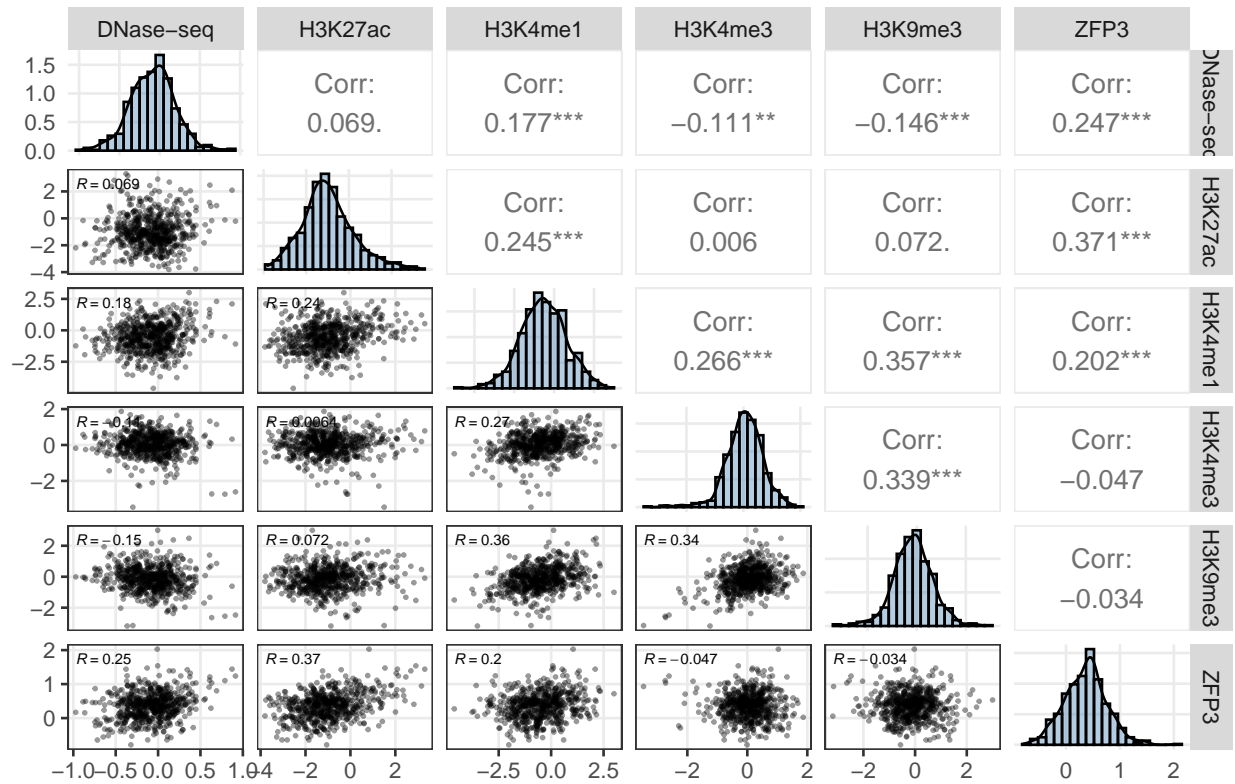 DNase−seq H3K27ac H3K4me1 H3K4me3 H3K9me3 ZFP3
1.5
1.0
0.5
0.0
Corr:
0.069.
Corr:
0.177***
Corr:
−0.111**
Corr:
−0.146***
Corr:
0.247***
DNase−seq
2
0
−2
−4
R = 0.069
Corr:
0.245***
Corr:
0.006
Corr:
0.072.
Corr:
0.371***
H3K27ac
2.5
0.0
−2.5
R = 0.18
R = 0.24
Corr:
0.266***
Corr:
0.357***
Corr:
0.202***
H3K4me1
2
0
−2
R = −0.11
R = 0.0064
R = 0.27
Corr:
0.339***
Corr:
−0.047
H3K4me3
2
0
−2
R = −0.15
R = 0.072
R = 0.36
R = 0.34
Corr:
−0.034
H3K9me3
2
1
0
R = 0.25
R = 0.37
R = 0.2
R = −0.047
R = −0.034
ZFP3
−1.0 −0.5 0.0 0.5 1.0 −4 −2 0 2 −2.5 0.0 2.5 −2 0 2 −2 0 2 0 1 2